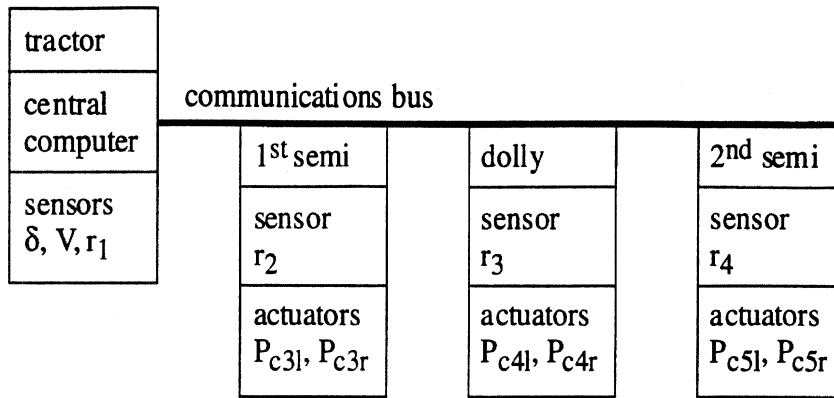 tractor
central
computer
sensors
δ, V, r1
communications bus
1st semi
sensor
r2
actuators
Pc3l, Pc3r
dolly
sensor
r3
actuators
Pc4l, Pc4r
2nd semi
sensor
r4
actuators
Pc5l, Pc5r